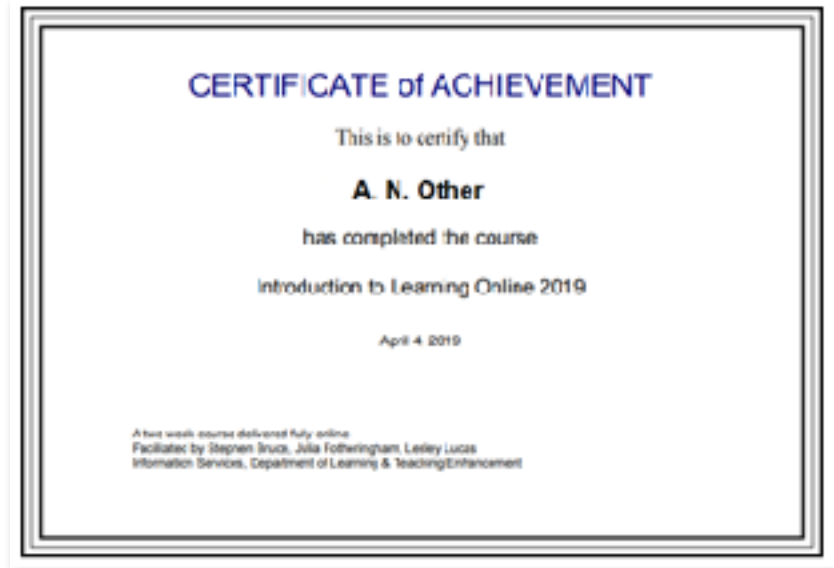 CERTIFICATE of ACHIEVEMENT
This is to certify that
A. N. Other
has completed the course
Introduction to Learning Online 2019
April 4 2019
A two week course delivered fully online
Faciliated by Stephen Bruce, Julia Fotheringham, Lesley Lucas
Information Services, Department of Learning & Teaching Enhancement